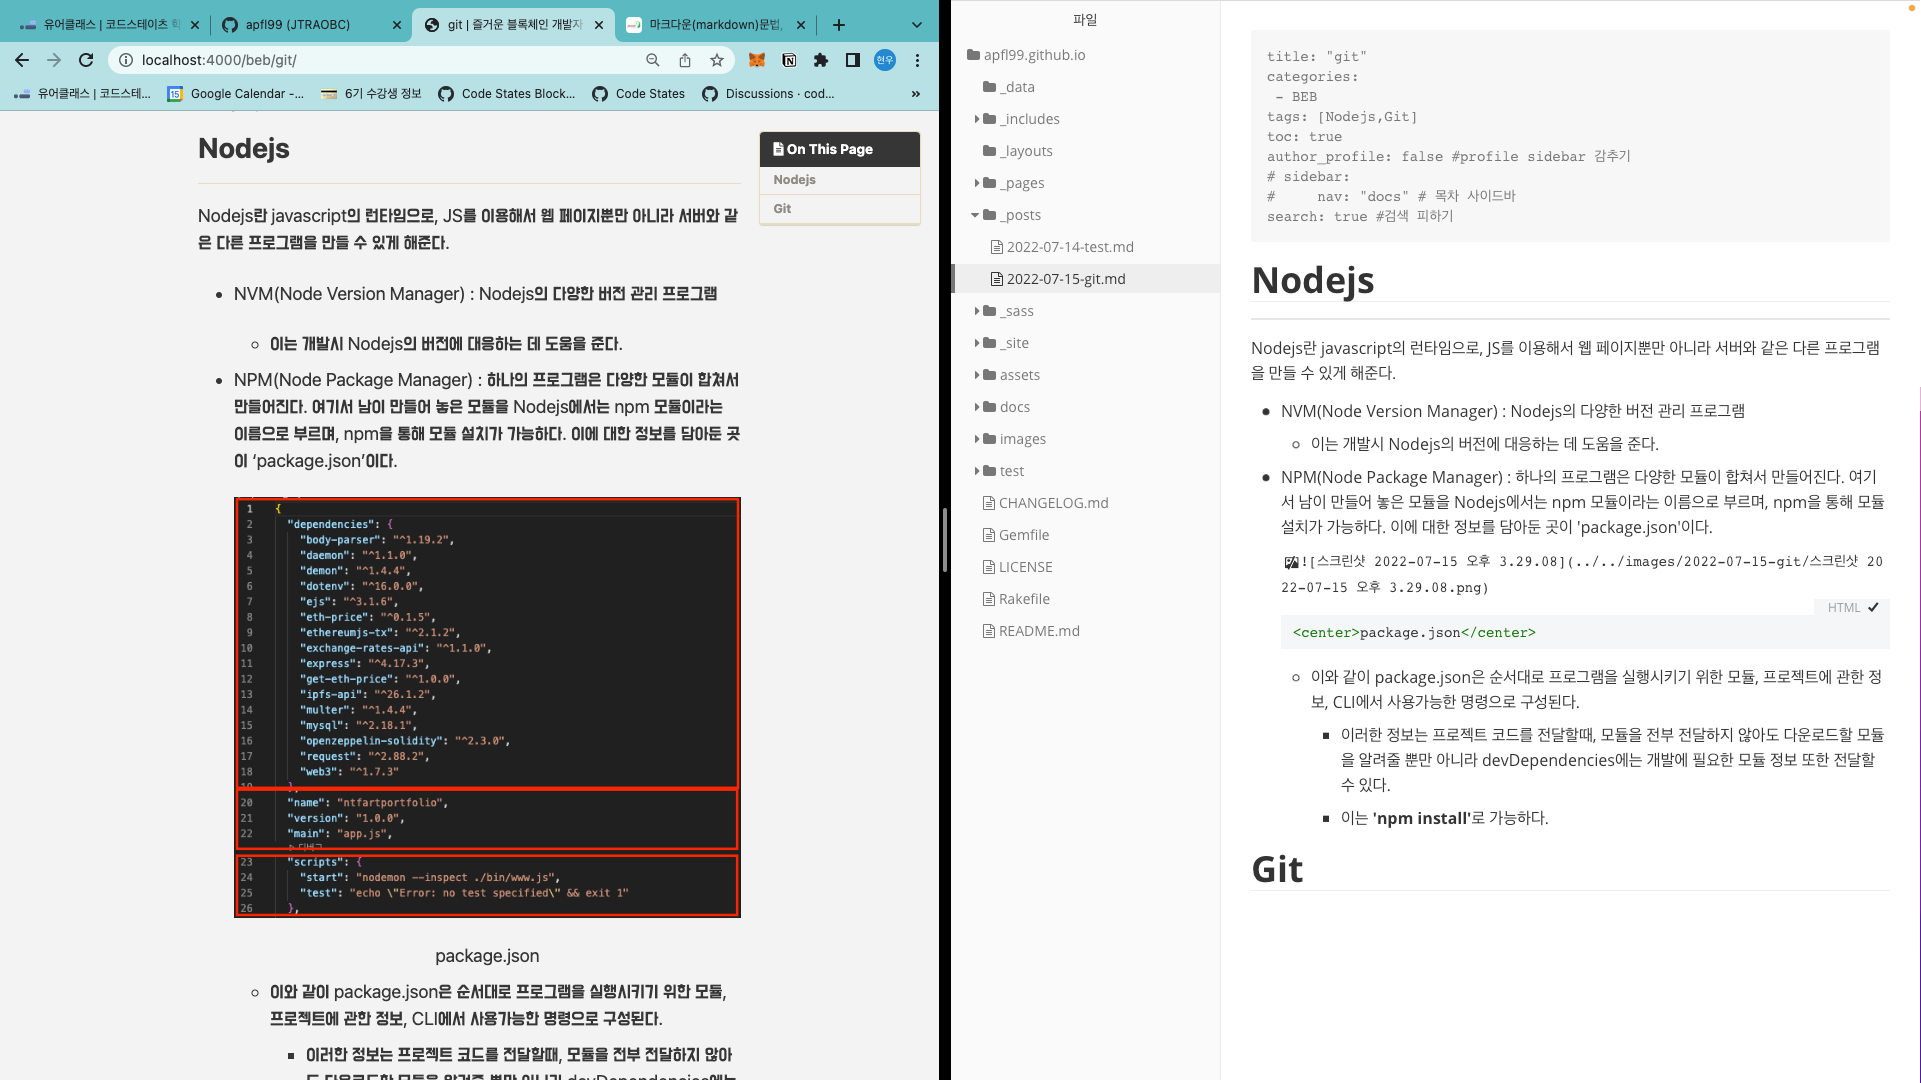 유어클래스 | 코드스테이츠 학
apfl99 (JTRAOBC)
git | 즐거운 블록체인 개발자
마크다운(markdown)문법,
localhost:4000/beb/git/
현우
유어클래스 | 코드스테...
15
Google Calendar -...
6기 수강생 정보
Code States Block...
Code States
Discussions · cod...
»
Nodejs
On This Page
Nodejs
Git
Nodejs란 javascript의 런타임으로, JS를 이용해서 웹 페이지뿐만 아니라 서버와 같
은 다른 프로그램을 만들 수 있게 해준다.
NVM(Node Version Manager) : Nodejs의 다양한 버전 관리 프로그램
이는 개발시 Nodejs의 버전에 대응하는 데 도움을 준다.
NPM(Node Package Manager) : 하나의 프로그램은 다양한 모듈이 합쳐서
만들어진다. 여기서 남이 만들어 놓은 모듈을 Nodejs에서는 npm 모듈이라는
이름으로 부르며, npm을 통해 모듈 설치가 가능하다. 이에 대한 정보를 담아둔 곳
이 ‘package.json’이다.
1 {
2 "dependencies": {
3 "body-parser": "^1.19.2",
4 "daemon": "^1.1.0",
5 "demon": "^1.4.4",
6 "dotenv": "^16.0.0",
7 "ejs": "^3.1.6",
8 "eth-price": "^0.1.5",
9 "ethereumjs-tx": "^2.1.2",
10 "exchange-rates-api": "^1.1.0",
11 "express": "^4.17.3",
12 "get-eth-price": "^1.0.0",
13 "ipfs-api": "^26.1.2",
14 "multer": "^1.4.4",
15 "mysql": "^2.18.1",
16 "openzeppelin-solidity": "^2.3.0",
17 "request": "^2.88.2",
18 "web3": "^1.7.3"
19 },
20 "name": "ntfartportfolio",
21 "version": "1.0.0",
22 "main": "app.js",
디버그
23 "scripts": {
24 "start": "nodemon --inspect ./bin/www.js",
25 "test": "echo \"Error: no test specified\" && exit 1"
26 },
package.json
이와 같이 package.json은 순서대로 프로그램을 실행시키기 위한 모듈,
프로젝트에 관한 정보, CLI에서 사용가능한 명령으로 구성된다.
이러한 정보는 프로젝트 코드를 전달할때, 모듈을 전부 전달하지 않아
도 다운로드할 모듈을 알려줄 뿐만 아니라 devDependencies에는
파일
apfl99.github.io
_data
_includes
_layouts
_pages
_posts
2022-07-14-test.md
2022-07-15-git.md
_sass
_site
assets
docs
images
test
CHANGELOG.md
Gemfile
LICENSE
Rakefile
README.md
title: "git"
categories:
- BEB
tags: [Nodejs,Git]
toc: true
author_profile: false #profile sidebar 감추기
# sidebar:
# nav: "docs" # 목차 사이드바
search: true #검색 피하기
Nodejs
Nodejs란 javascript의 런타임으로, JS를 이용해서 웹 페이지뿐만 아니라 서버와 같은 다른 프로그램
을 만들 수 있게 해준다.
NVM(Node Version Manager) : Nodejs의 다양한 버전 관리 프로그램
이는 개발시 Nodejs의 버전에 대응하는 데 도움을 준다.
NPM(Node Package Manager) : 하나의 프로그램은 다양한 모듈이 합쳐서 만들어진다. 여기
서 남이 만들어 놓은 모듈을 Nodejs에서는 npm 모듈이라는 이름으로 부르며, npm을 통해 모듈
설치가 가능하다. 이에 대한 정보를 담아둔 곳이 'package.json'이다.
![스크린샷 2022-07-15 오후 3.29.08](../../images/2022-07-15-git/스크린샷 20
22-07-15 오후 3.29.08.png)
HTML
<center>package.json</center>
이와 같이 package.json은 순서대로 프로그램을 실행시키기 위한 모듈, 프로젝트에 관한 정
보, CLI에서 사용가능한 명령으로 구성된다.
이러한 정보는 프로젝트 코드를 전달할때, 모듈을 전부 전달하지 않아도 다운로드할 모듈
을 알려줄 뿐만 아니라 devDependencies에는 개발에 필요한 모듈 정보 또한 전달할
수 있다.
이는 'npm install'로 가능하다.
Git